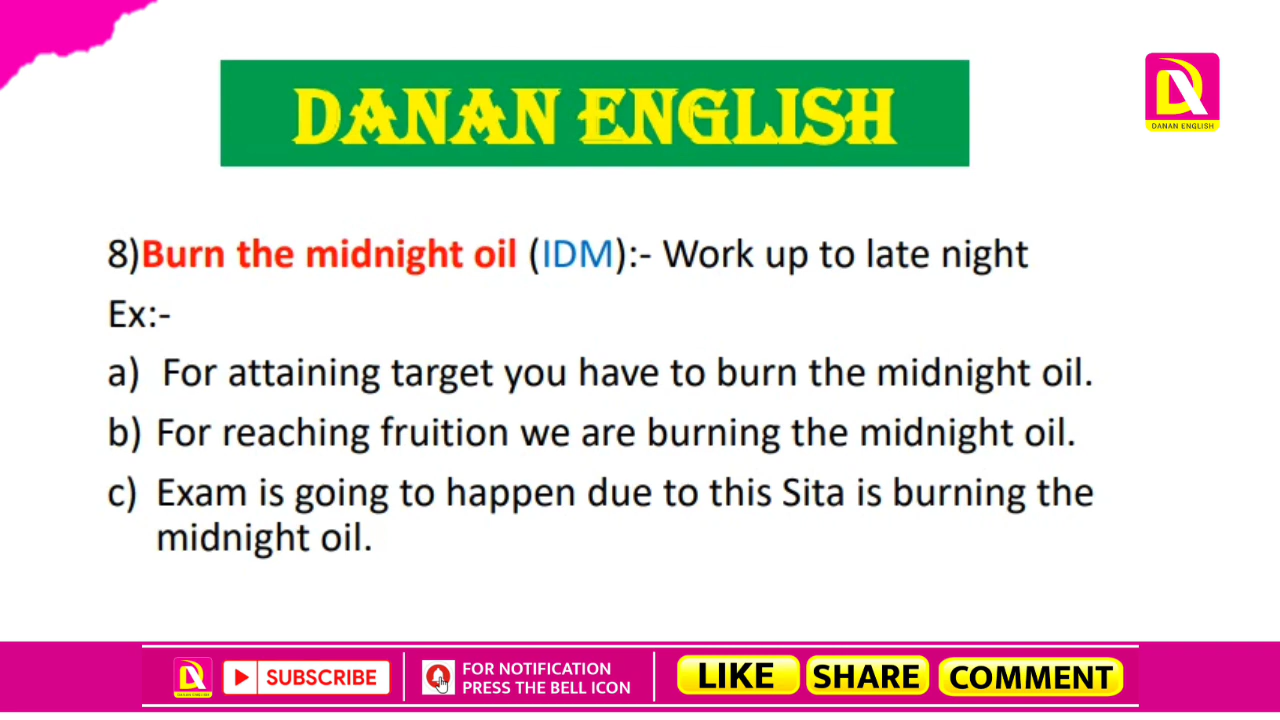 DANAN ENGLISH
DANAN ENGLISH
8)Burn the midnight oil (IDM):- Work up to late night
Ex:-
a) For attaining target you have to burn the midnight oil.
b) For reaching fruition we are burning the midnight oil.
c) Exam is going to happen due to this Sita is burning the
midnight oil.
SUBSCRIBE
FOR NOTIFICATION
PRESS THE BELL ICON
LIKE
SHARE
COMMENT